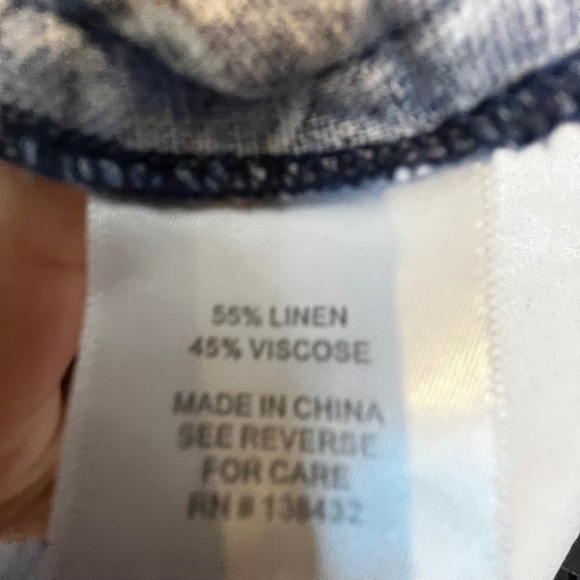 55% LINEN
45% VISCOSE
MADE IN CHINA
SEE REVERSE
FOR CARE
RN # 138432